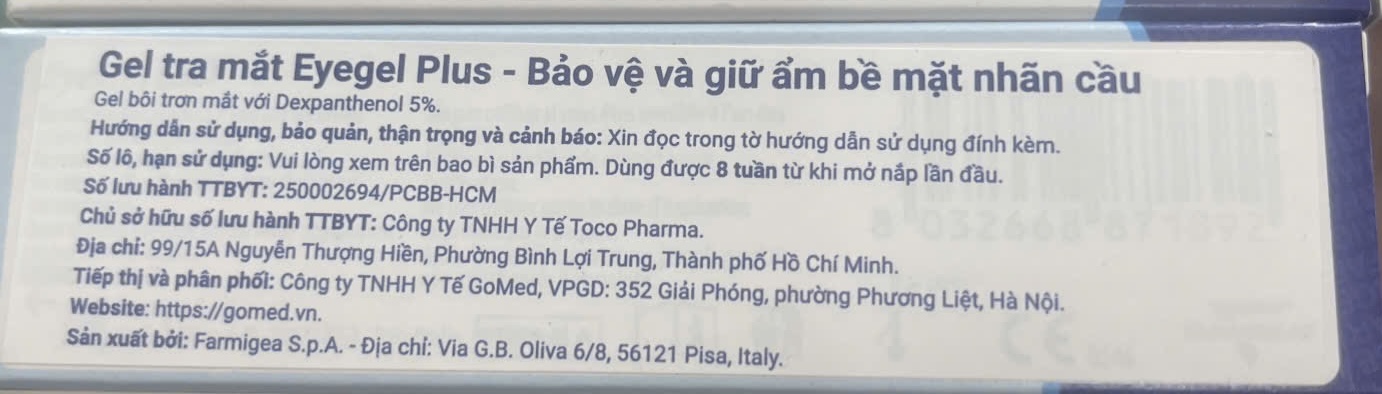 Gel tra mắt Eyegel Plus - Bảo vệ và giữ ẩm bề mặt nhãn cầu
Gel bôi trơn mắt với Dexpanthenol 5%.
Hướng dẫn sử dụng, bảo quản, thận trọng và cảnh báo: Xin đọc trong tờ hướng dẫn sử dụng đính kèm.
Số lô, hạn sử dụng: Vui lòng xem trên bao bì sản phẩm. Dùng được 8 tuần từ khi mở nắp lần đầu.
Số lưu hành TTBYT: 250002694/PCBB-HCM
Chủ sở hữu số lưu hành TTBYT: Công ty TNHH Y Tế Toco Pharma.
Địa chỉ: 99/15A Nguyễn Thượng Hiền, Phường Bình Lợi Trung, Thành phố Hồ Chí Minh.
Tiếp thị và phân phối: Công ty TNHH Y Tế GoMed, VPGD: 352 Giải Phóng, phường Phương Liệt, Hà Nội.
Website: https://gomed.vn.
Sản xuất bởi: Farmigea S.p.A. - Địa chỉ: Via G.B. Oliva 6/8, 56121 Pisa, Italy.